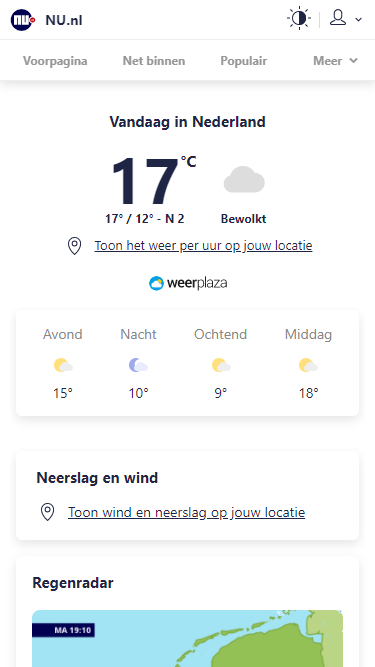 NU NU.nl
Voorpagina Net binnen Populair Meer
Vandaag in Nederland
17°C
17° / 12° - N 2 Bewolkt
Toon het weer per uur op jouw locatie
weerplaza
Avond Nacht Ochtend Middag
15° 10° 9° 18°
Neerslag en wind
Toon wind en neerslag op jouw locatie
Regenradar
MA 19:10